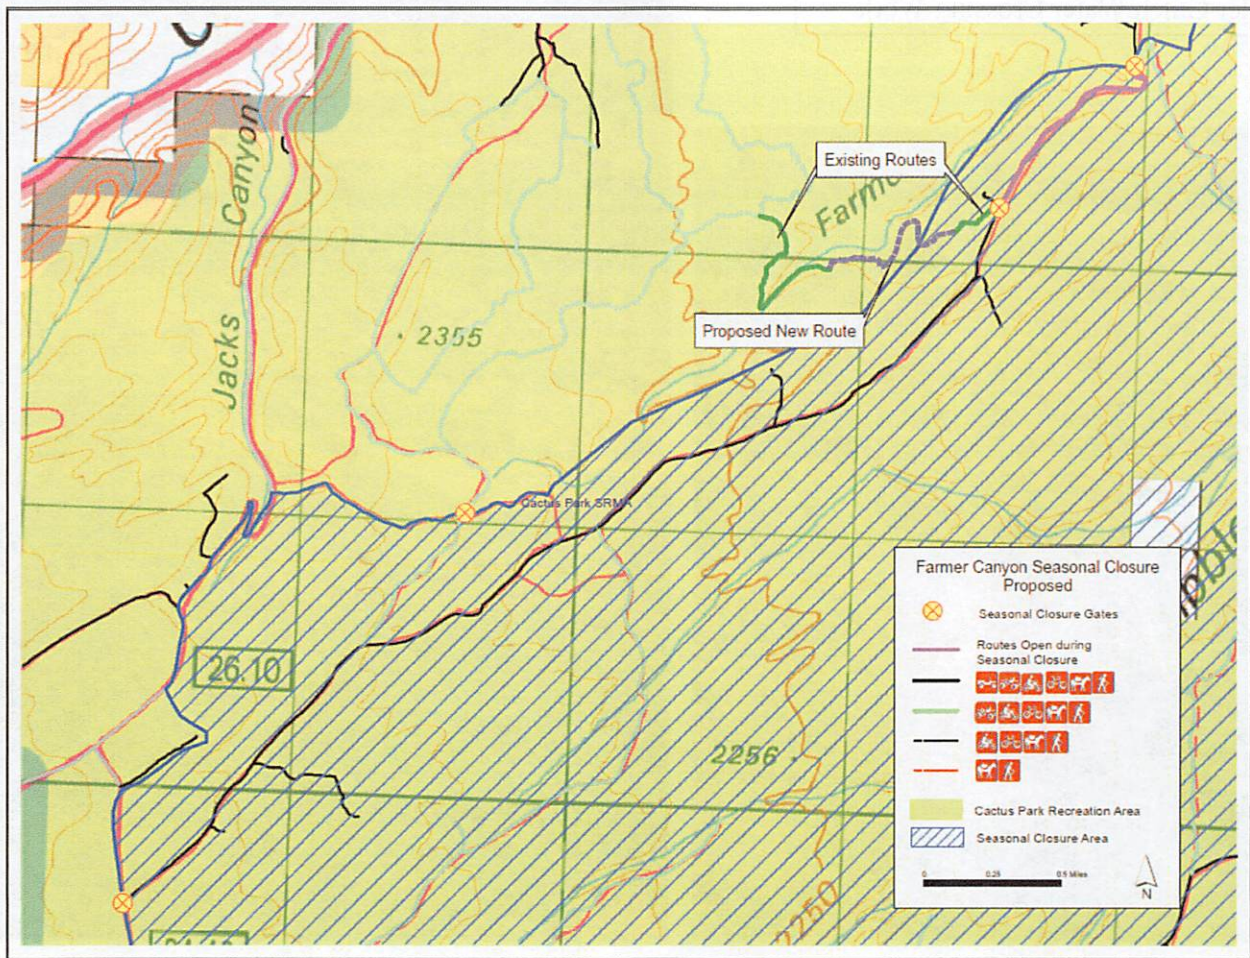 Existing Routes
Farme
Canyon
Jacks
2355
Proposed New Route
Cactus Park SRMA
26.10
2256
2250
Farmer Canyon Seasonal Closure
Proposed
Seasonal Closure Gates
Routes Open during
Seasonal Closure
Cactus Park Recreation Area
Seasonal Closure Area
0 0.25 0.5 Miles
N